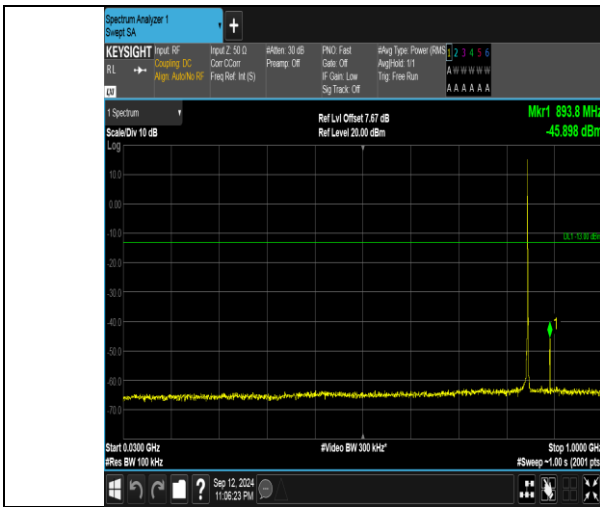 Spectrum Analyzer 1
Swept SA
+
KEYSIGHT Input: RF Input Z: 50 Ω #Atten: 30 dB PNO: Fast #Avg Type: Power (RMS 1 2 3 4 5 6
RL Coupling: DC Corr CCorr Preamp: Off Gate: Off Avg|Hold: 1/1 A W W W W W
Align: Auto/No RF Freq Ref: Int (S) IF Gain: Low Trig: Free Run
Sig Track: Off A A A A A A
LXI
1 Spectrum Ref Lvl Offset 7.67 dB Mkr1 893.8 MHz
Scale/Div 10 dB Ref Level 20.00 dBm -45.898 dBm
Log
10.0
0.00
-10.0
DL1 -13.00 dBm
-20.0
-30.0
-40.0
1
-50.0
-60.0
-70.0
Start 0.0300 GHz #Video BW 300 kHz* Stop 1.0000 GHz
#Res BW 100 kHz #Sweep ~1.00 s (2001 pts
? Sep 12, 2024
11:06:23 PM